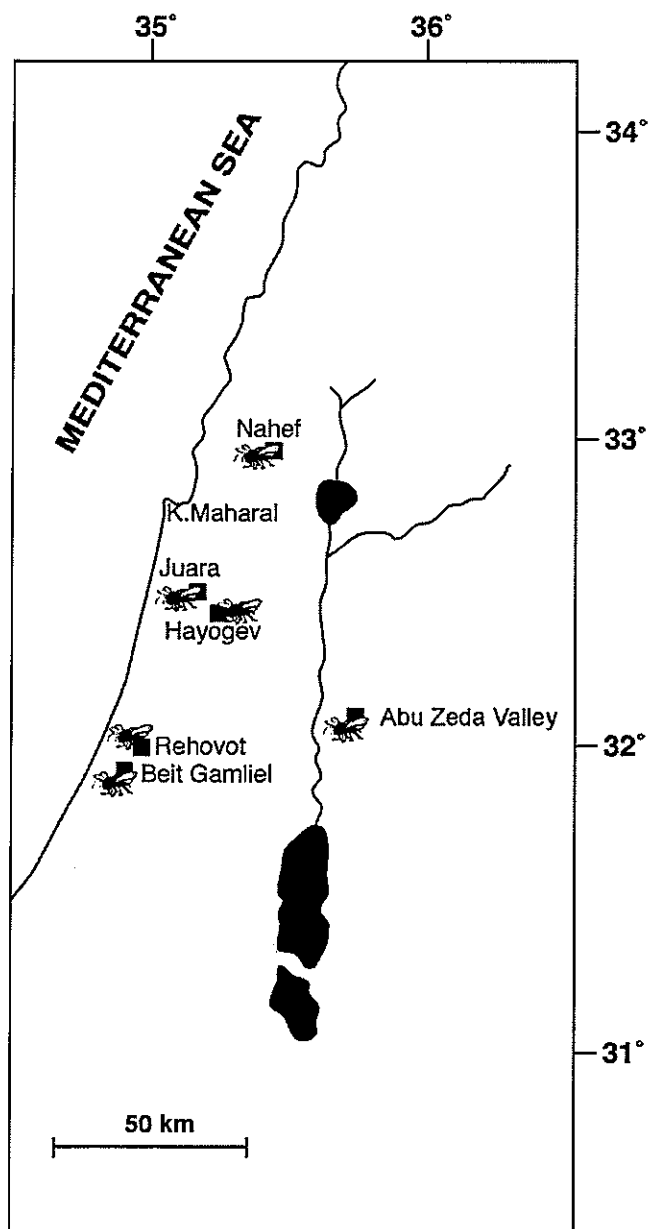 35°
36°
34°
MEDITERRANEAN SEA
Nahef
33°
K.Maharal
Juara
Hayogev
Abu Zeda Valley
Rehovot
32°
Beit Gamliel
31°
50 km